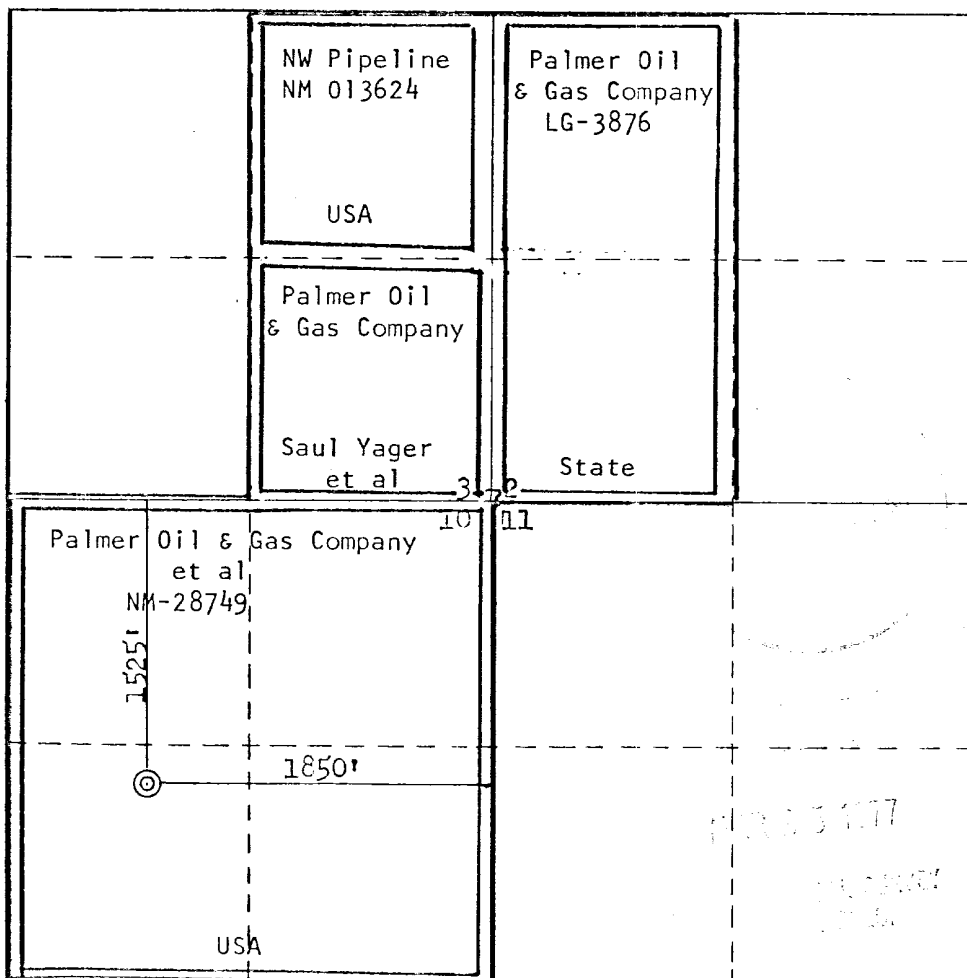 NW Pipeline
NM 013624
USA
Palmer Oil
& Gas Company
LG-3876
State
Palmer Oil
& Gas Company
Saul Yager
et al
3 2
10 11
Palmer Oil & Gas Company
et al
NM-28749
1525'
1850'
USA